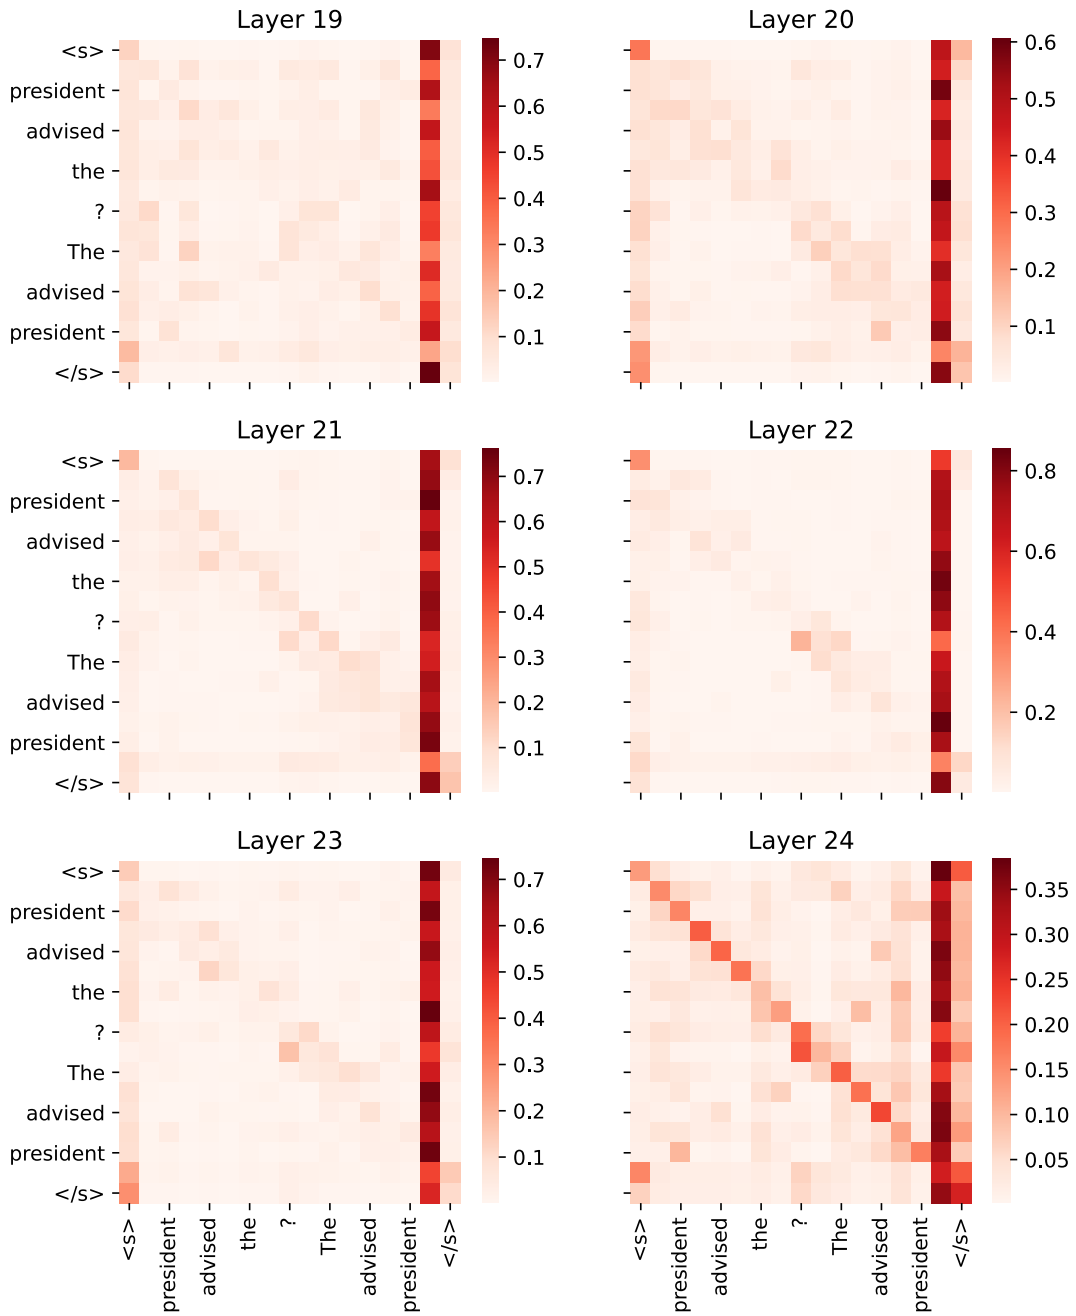 Layer 19
Layer 20
<s>
president
advised
the
?
The
advised
president
</s>
0.7
0.6
0.5
0.4
0.3
0.2
0.1
0.6
0.5
0.4
0.3
0.2
0.1
Layer 21
Layer 22
<s>
president
advised
the
?
The
advised
president
</s>
0.7
0.6
0.5
0.4
0.3
0.2
0.1
0.8
0.6
0.4
0.2
Layer 23
Layer 24
<s>
president
advised
the
?
The
advised
president
</s>
0.7
0.6
0.5
0.4
0.3
0.2
0.1
0.35
0.30
0.25
0.20
0.15
0.10
0.05
<s>
president
advised
the
?
The
advised
president
</s>
<s>
president
advised
the
?
The
advised
president
</s>